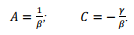 A = 1/β, C = −γ/β.